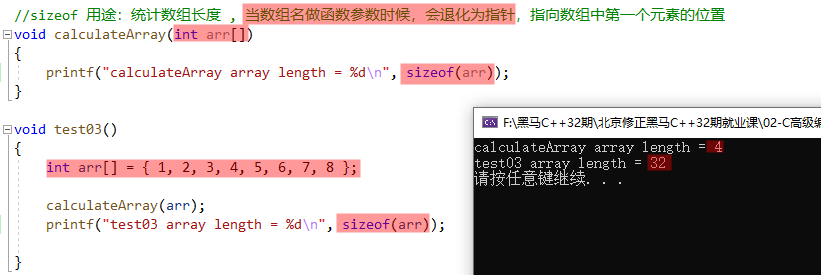 //sizeof 用途：统计数组长度 ，当数组名做函数参数时候，会退化为指针，指向数组中第一个元素的位置
void calculateArray(int arr[])
{
printf("calculateArray array length = %d\n", sizeof(arr));
}
void test03()
{
int arr[] = { 1, 2, 3, 4, 5, 6, 7, 8 };
calculateArray(arr);
printf("test03 array length = %d\n", sizeof(arr));
}
F:\黑马C++32期\北京修正黑马C++32期就业课\02-C高级编
calculateArray array length = 4
test03 array length = 32
请按任意键继续. . .